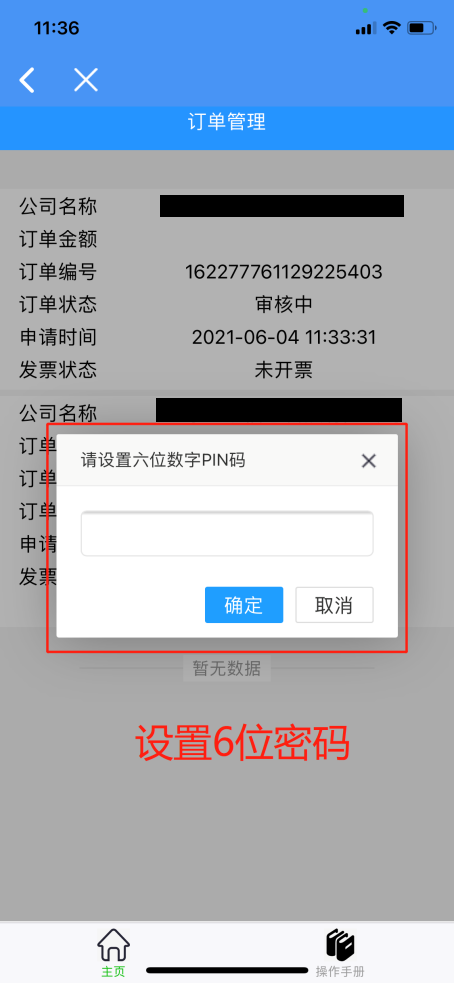 11:36
订单管理
公司名称
订单金额
订单编号 162277761129225403
订单状态 审核中
申请时间 2021-06-04 11:33:31
发票状态 未开票
公司名称
订单
请设置六位数字PIN码
订单
订单
申请
发票
确定 取消
暂无数据
设置6位密码
主页 操作手册